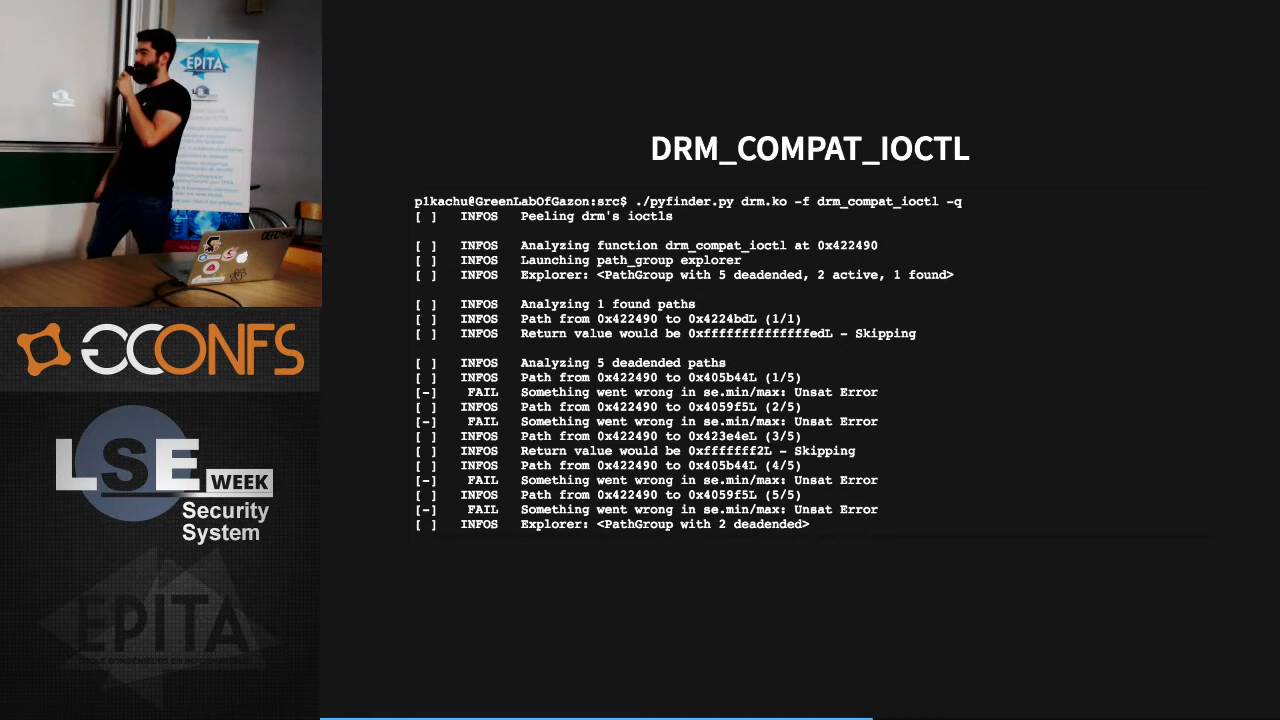 EPITA
DEFCON
DRM_COMPAT_IOCTL
p1kachu@GreenLabOfGazon:src$ ./pyfinder.py drm.ko -f drm_compat_ioctl -q
[ ] INFOS Peeling drm's ioctls
[ ] INFOS Analyzing function drm_compat_ioctl at 0x422490
[ ] INFOS Launching path_group explorer
[ ] INFOS Explorer: <PathGroup with 5 deadended, 2 active, 1 found>
[ ] INFOS Analyzing 1 found paths
[ ] INFOS Path from 0x422490 to 0x4224bdL (1/1)
[ ] INFOS Return value would be 0xffffffffffffffedL - Skipping
[ ] INFOS Analyzing 5 deadended paths
[ ] INFOS Path from 0x422490 to 0x405b44L (1/5)
[-] FAIL Something went wrong in se.min/max: Unsat Error
[ ] INFOS Path from 0x422490 to 0x4059f5L (2/5)
[-] FAIL Something went wrong in se.min/max: Unsat Error
[ ] INFOS Path from 0x422490 to 0x423e4eL (3/5)
[ ] INFOS Return value would be 0xfffffff2L - Skipping
[ ] INFOS Path from 0x422490 to 0x405b44L (4/5)
[-] FAIL Something went wrong in se.min/max: Unsat Error
[ ] INFOS Path from 0x422490 to 0x4059f5L (5/5)
[-] FAIL Something went wrong in se.min/max: Unsat Error
[ ] INFOS Explorer: <PathGroup with 2 deadended>
GCONFS
LSE WEEK
Security
System
EPITA